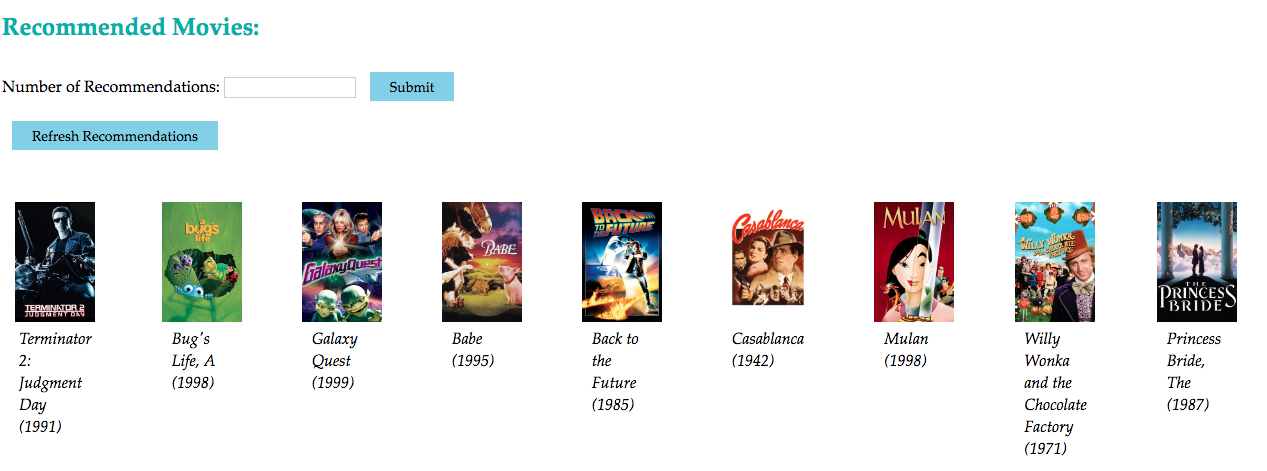 Recommended Movies:
Number of Recommendations:
Submit
Refresh Recommendations
TERMINATOR 2
JUDGMENT DAY
a
bug's
life
GalaxyQuest
BABE
BACK
TO THE
FUTURE
Casablanca
MULAN
WILLY WONKA
& THE CHOCOLATE
FACTORY
THE
PRINCESS
BRIDE
Terminator
2:
Judgment
Day
(1991)
Bug's
Life, A
(1998)
Galaxy
Quest
(1999)
Babe
(1995)
Back to
the
Future
(1985)
Casablanca
(1942)
Mulan
(1998)
Willy
Wonka
and the
Chocolate
Factory
(1971)
Princess
Bride,
The
(1987)